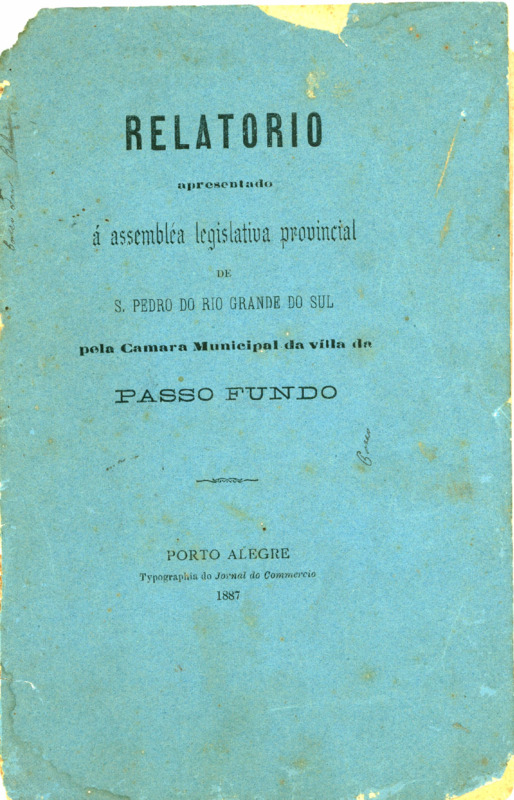 RELATORIO
apresentado
á assembléa legislativa provincial
DE
S. PEDRO DO RIO GRANDE DO SUL
pela Camara Municipal da villa de
PASSO FUNDO
PORTO ALEGRE
Typographia do Jornal do Commercio
1887